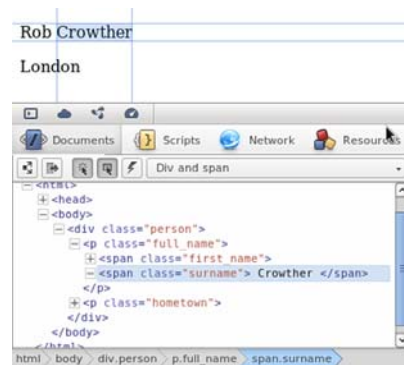 Rob Crowther
London
Documents Scripts Network Resources
Div and span
<html>
<head>
<body>
<div class="person">
<p class="full_name">
<span class="first_name">
<span class="surname"> Crowther </span>
</p>
<p class="hometown">
</div>
</body>
</html>
html body div.person p.full_name span.surname